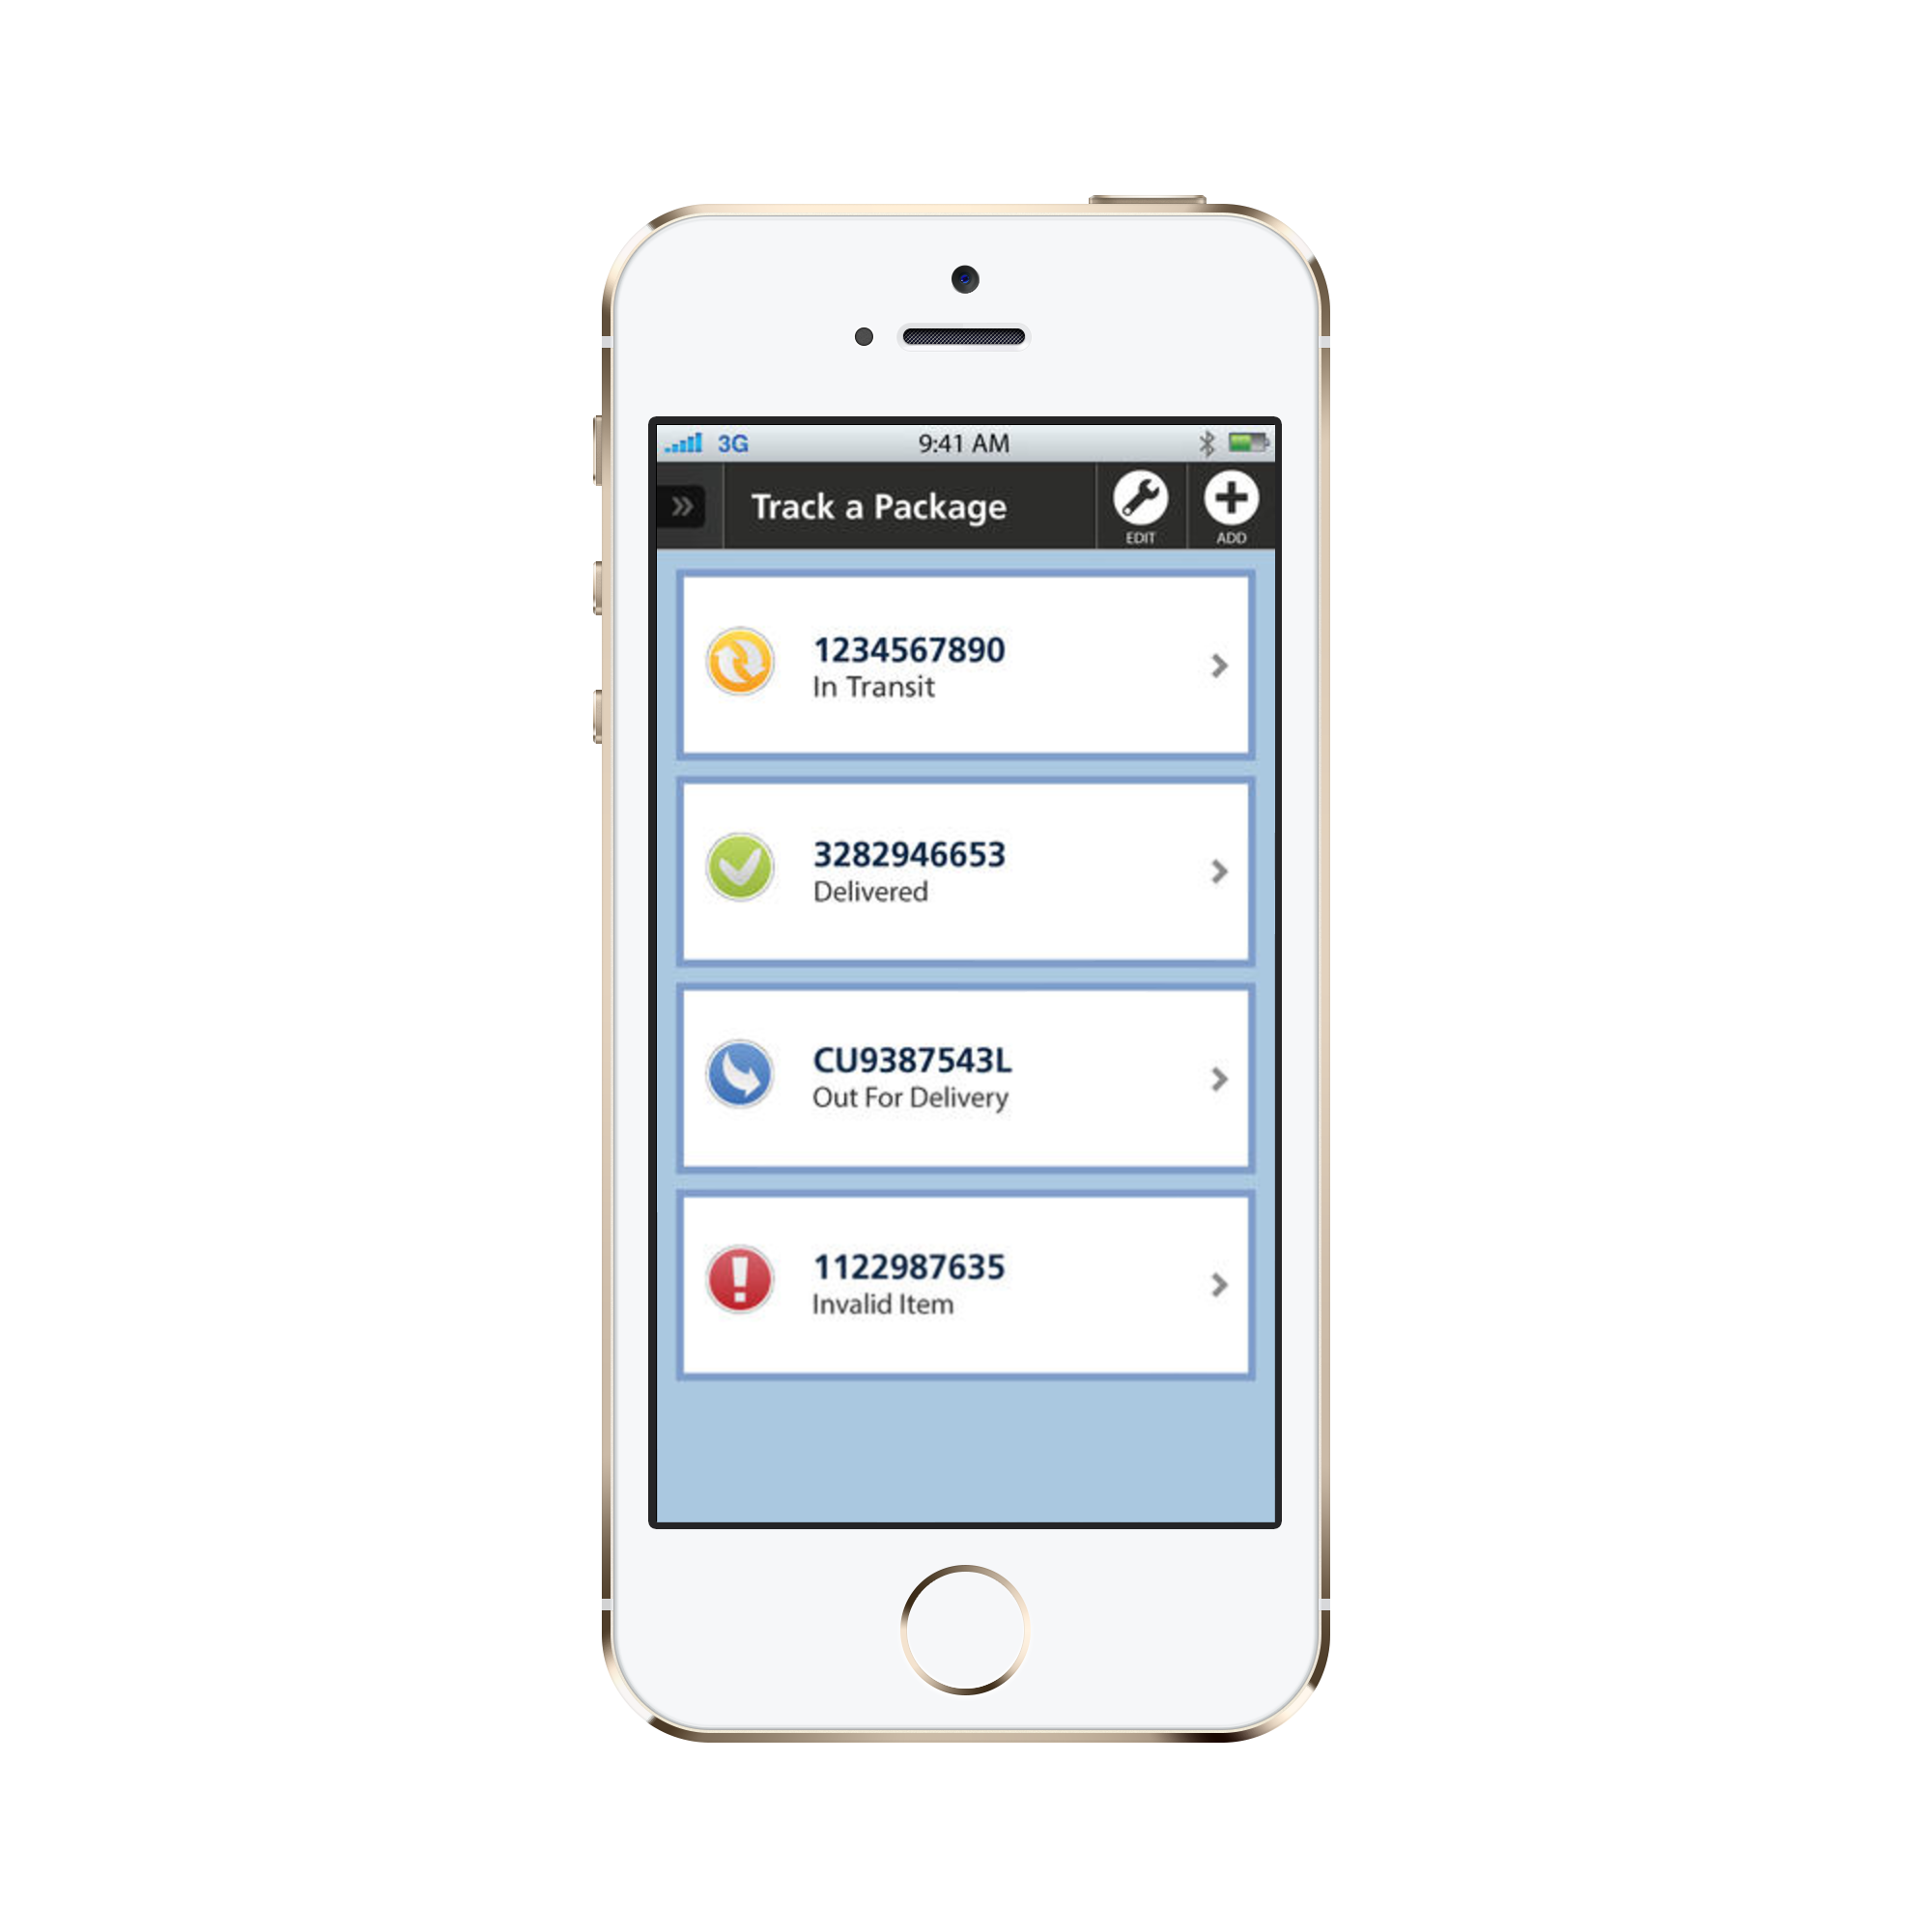 3G 9:41 AM
Track a Package
EDIT ADD
1234567890
In Transit
3282946653
Delivered
CU9387543L
Out For Delivery
1122987635
Invalid Item